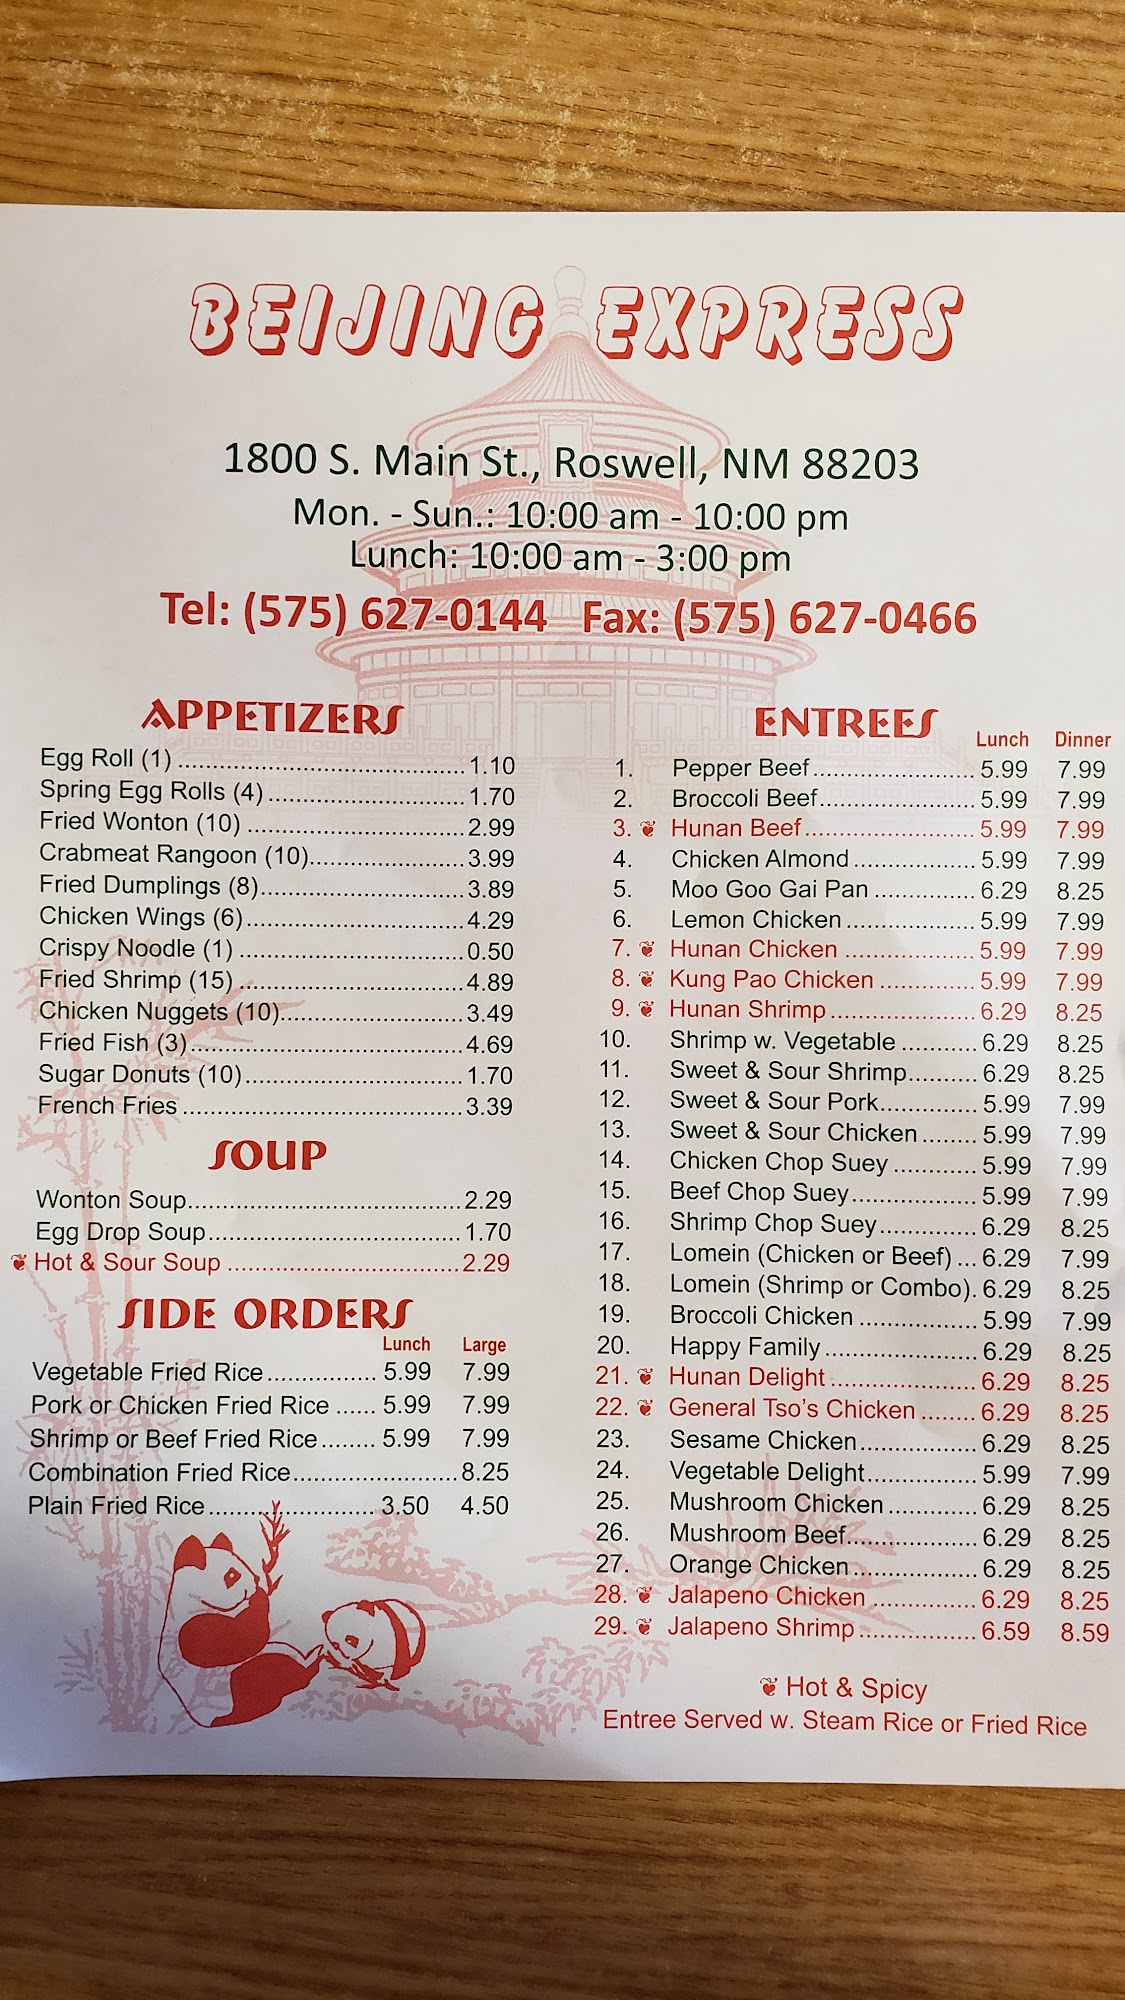 BEIJING EXPRESS
1800 S. Main St., Roswell, NM 88203
Mon. - Sun.: 10:00 am - 10:00 pm
Lunch: 10:00 am - 3:00 pm
Tel: (575) 627-0144 Fax: (575) 627-0466
APPETIZERS
Egg Roll (1) 1.10
Spring Egg Rolls (4) 1.70
Fried Wonton (10) 2.99
Crabmeat Rangoon (10) 3.99
Fried Dumplings (8) 3.89
Chicken Wings (6) 4.29
Crispy Noodle (1) 0.50
Fried Shrimp (15) 4.89
Chicken Nuggets (10) 3.49
Fried Fish (3) 4.69
Sugar Donuts (10) 1.70
French Fries 3.39
SOUP
Wonton Soup 2.29
Egg Drop Soup 1.70
Hot & Sour Soup 2.29
SIDE ORDERS
Lunch Large
Vegetable Fried Rice 5.99 7.99
Pork or Chicken Fried Rice 5.99 7.99
Shrimp or Beef Fried Rice 5.99 7.99
Combination Fried Rice 8.25
Plain Fried Rice 3.50 4.50
ENTREES
Lunch Dinner
1. Pepper Beef 5.99 7.99
2. Broccoli Beef 5.99 7.99
3. Hunan Beef 5.99 7.99
4. Chicken Almond 5.99 7.99
5. Moo Goo Gai Pan 6.29 8.25
6. Lemon Chicken 5.99 7.99
7. Hunan Chicken 5.99 7.99
8. Kung Pao Chicken 5.99 7.99
9. Hunan Shrimp 6.29 8.25
10. Shrimp w. Vegetable 6.29 8.25
11. Sweet & Sour Shrimp 6.29 8.25
12. Sweet & Sour Pork 5.99 7.99
13. Sweet & Sour Chicken 5.99 7.99
14. Chicken Chop Suey 5.99 7.99
15. Beef Chop Suey 5.99 7.99
16. Shrimp Chop Suey 6.29 8.25
17. Lomein (Chicken or Beef) 6.29 7.99
18. Lomein (Shrimp or Combo) 6.29 8.25
19. Broccoli Chicken 5.99 7.99
20. Happy Family 6.29 8.25
21. Hunan Delight 6.29 8.25
22. General Tso's Chicken 6.29 8.25
23. Sesame Chicken 6.29 8.25
24. Vegetable Delight 5.99 7.99
25. Mushroom Chicken 6.29 8.25
26. Mushroom Beef 6.29 8.25
27. Orange Chicken 6.29 8.25
28. Jalapeno Chicken 6.29 8.25
29. Jalapeno Shrimp 6.59 8.59
Hot & Spicy
Entree Served w. Steam Rice or Fried Rice